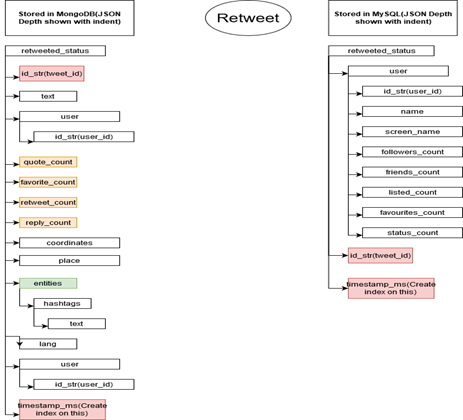 Stored in MongoDB(JSON
Depth shown with indent)
retweeted_status
id_str(tweet_id)
text
user
id_str(user_id)
quote_count
favorite_count
retweet_count
reply_count
coordinates
place
entities
hashtags
text
lang
user
id_str(user_id)
timestamp_ms(Create
index on this)
Retweet
Stored in MySQL(JSON Depth
shown with indent)
retweeted_status
user
id_str(user_id)
name
screen_name
followers_count
friends_count
listed_count
favourites_count
status_count
id_str(tweet_id)
timestamp_ms(Create
index on this)